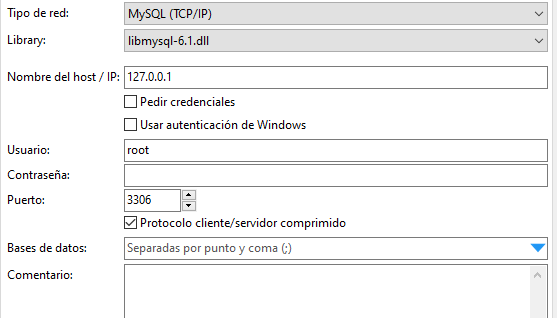 Tipo de red: MySQL (TCP/IP)
Library: libmysql-6.1.dll
Nombre del host / IP: 127.0.0.1
Pedir credenciales
Usar autenticación de Windows
Usuario: root
Contraseña:
Puerto: 3306
Protocolo cliente/servidor comprimido
Bases de datos: Separadas por punto y coma (;)
Comentario: